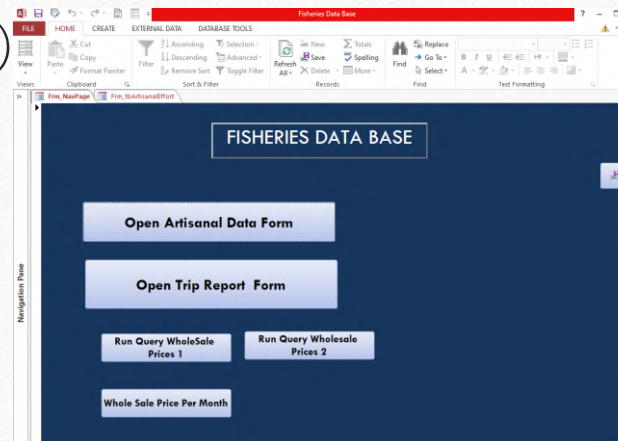 Fisheries Data Base
FILE HOME CREATE EXTERNAL DATA DATABASE TOOLS
View
Views
Paste
Cut
Copy
Format Painter
Clipboard
Filter
Ascending
Descending
Remove Sort
Selection
Advanced
Toggle Filter
Sort & Filter
Refresh
All
New
Save
Delete
Totals
Spelling
More
Records
Find
Replace
Go To
Select
Find
B I U
A
Text Formatting
Frm_NavPage Frm_tbArtisanalEffort
Navigation Pane
FISHERIES DATA BASE
Open Artisanal Data Form
Open Trip Report Form
Run Query WholeSale
Prices 1
Run Query Wholesale
Prices 2
Whole Sale Price Per Month